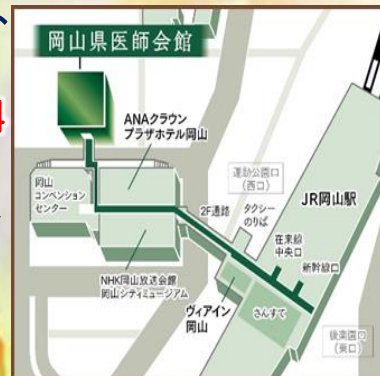 岡山県医師会館
ANAクラウン
プラザホテル岡山
運動公園口
(西口)
JR岡山駅
岡山
コンベンション
センター
2F通路
タクシー
のりば
在来線
中央口
新幹線口
NHK岡山放送会館
岡山シティミュージアム
ヴィアイン
岡山
さんすて
後楽園口
(東口)